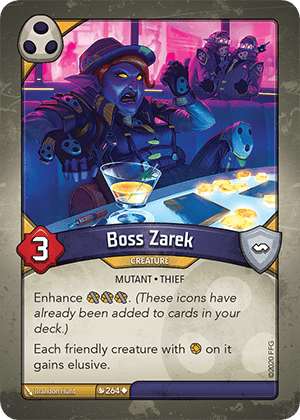 Boss Zarek
CREATURE
3
MUTANT • THIEF
Enhance . (These icons have
already been added to cards in your
deck.)
Each friendly creature with on it
gains elusive.
Brandon Hunt
264
©2020 FFG